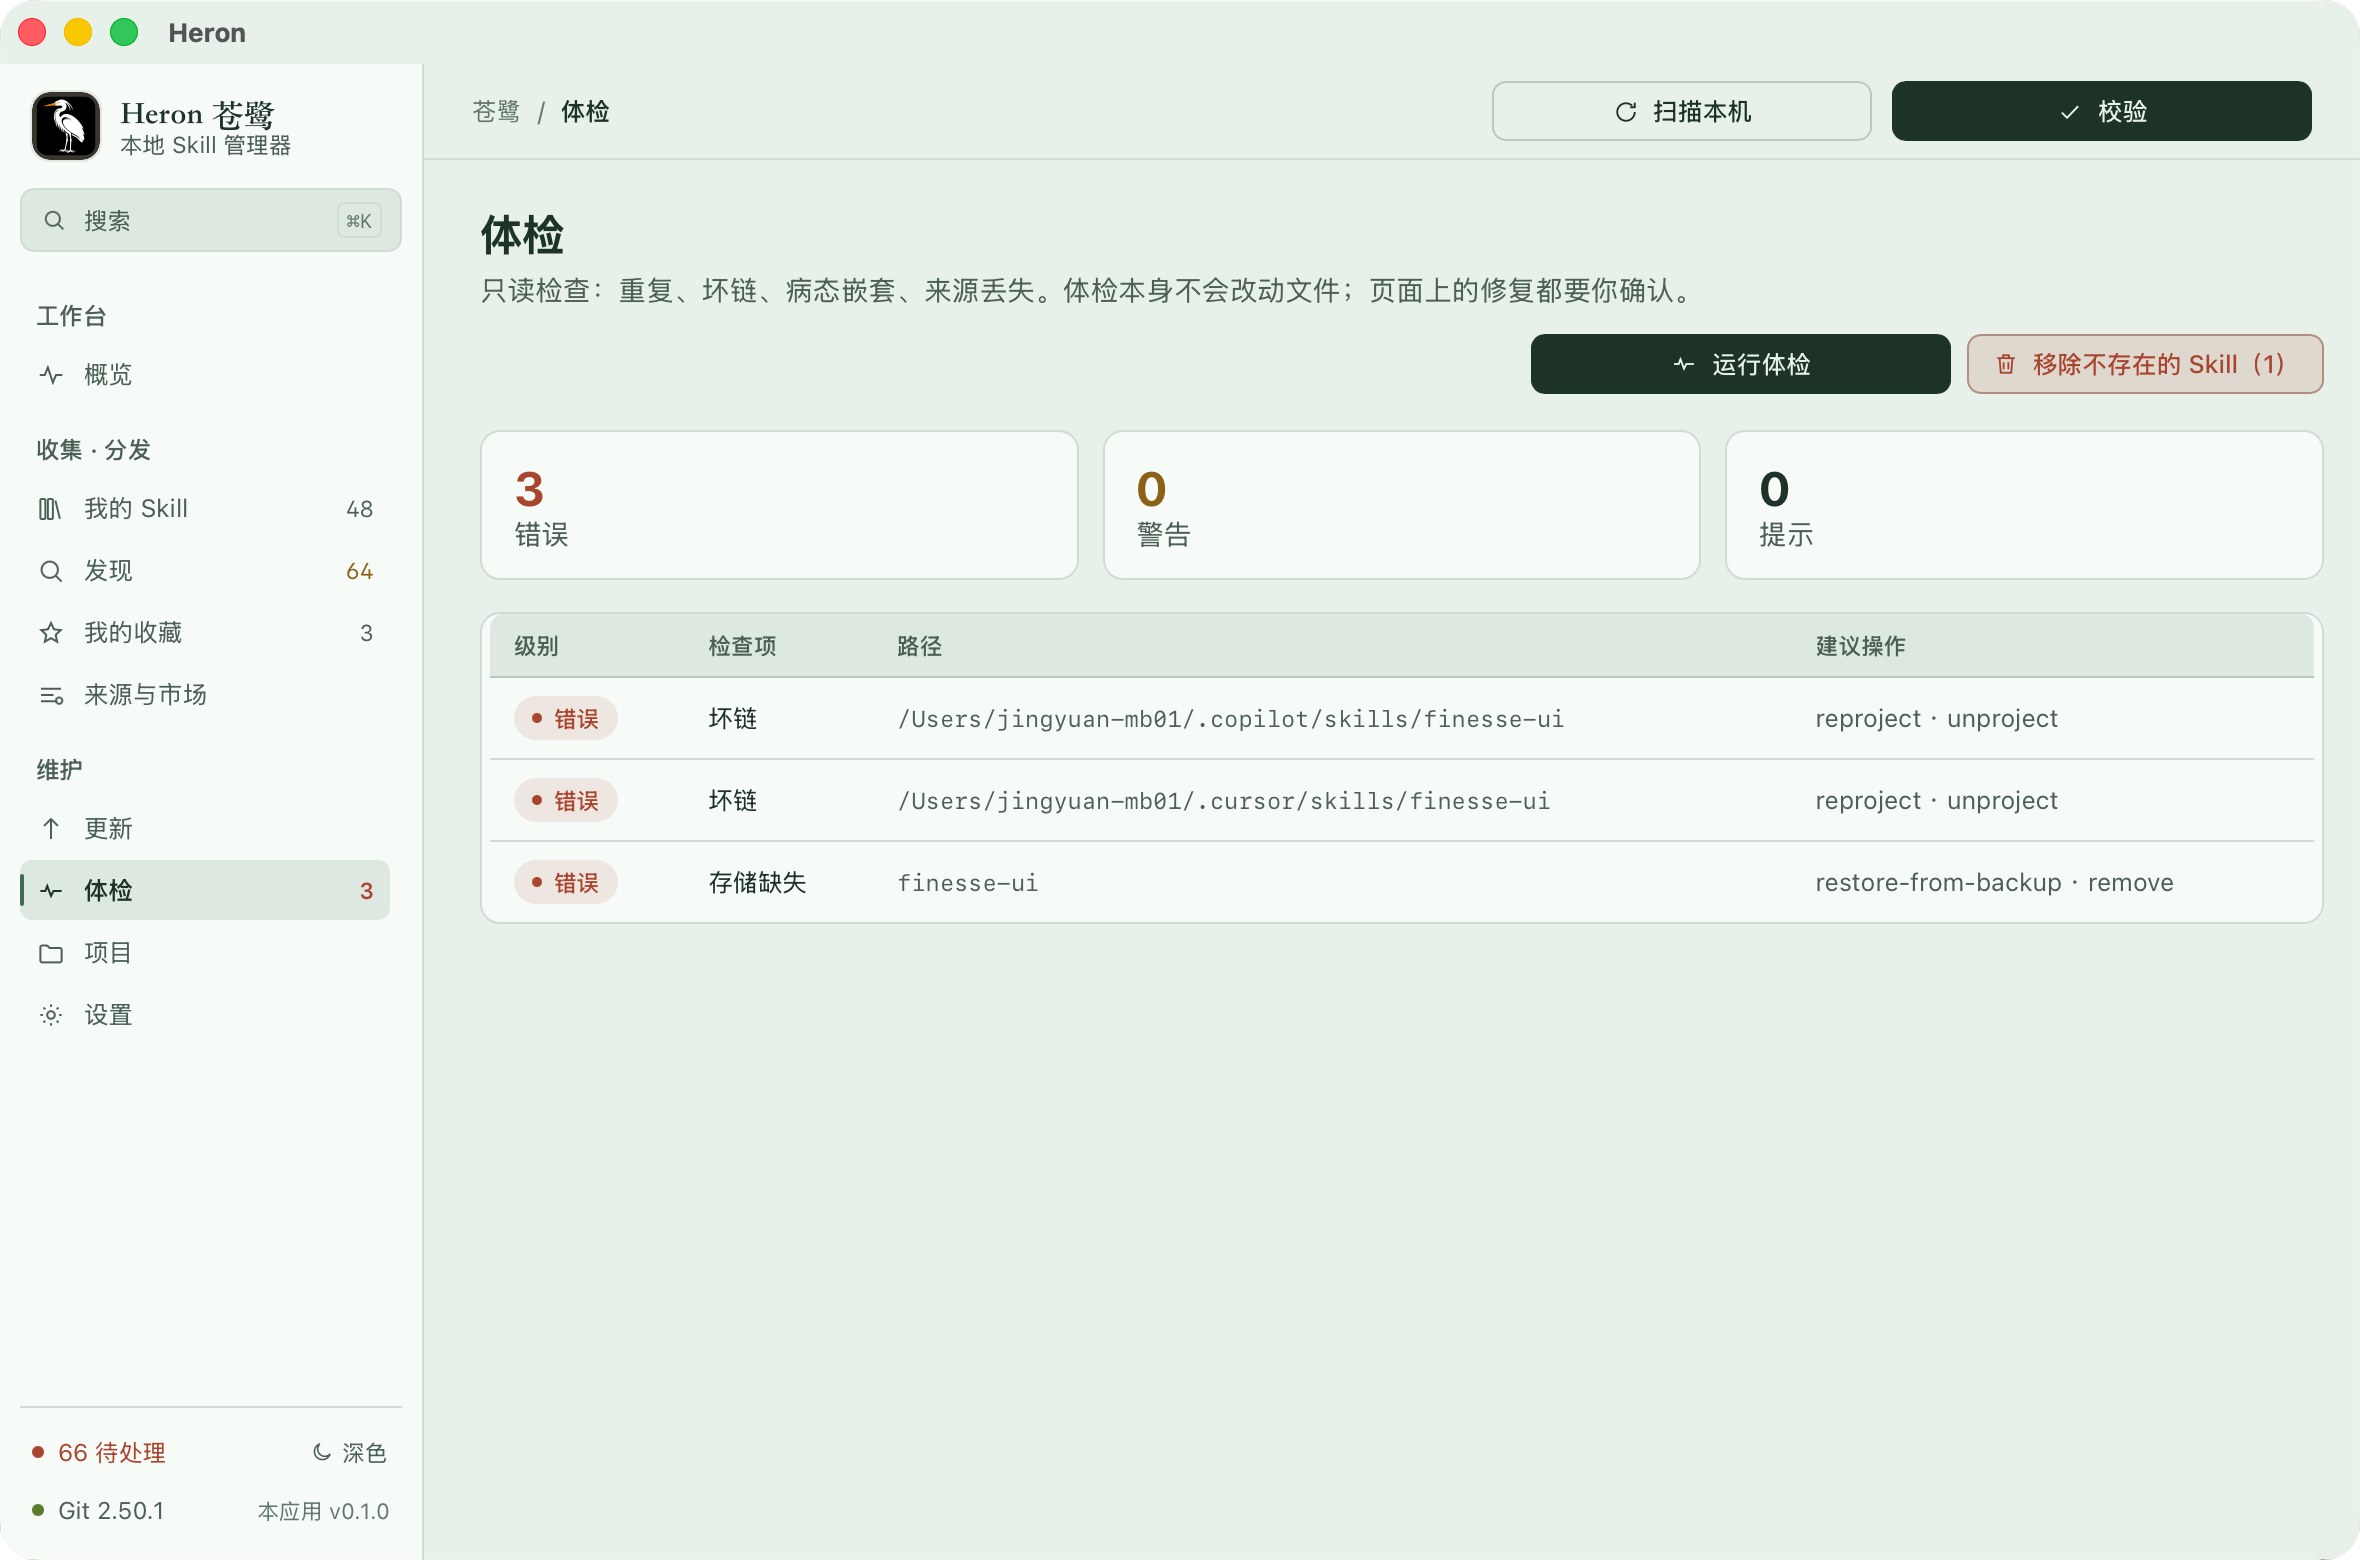 Heron
Heron 苍鹭
本地 Skill 管理器
搜索 ⌘K
工作台
概览
收集 · 分发
我的 Skill 48
发现 64
我的收藏 3
来源与市场
维护
更新
体检 3
项目
设置
66 待处理 深色
Git 2.50.1 本应用 v0.1.0
苍鹭 / 体检 扫描本机 校验
体检
只读检查：重复、坏链、病态嵌套、来源丢失。体检本身不会改动文件；页面上的修复都要你确认。
运行体检 移除不存在的 Skill（1）
3 0 0
错误 警告 提示
级别 检查项 路径 建议操作
错误 坏链 /Users/jingyuan-mb01/.copilot/skills/finesse-ui reproject · unproject
错误 坏链 /Users/jingyuan-mb01/.cursor/skills/finesse-ui reproject · unproject
错误 存储缺失 finesse-ui restore-from-backup · remove